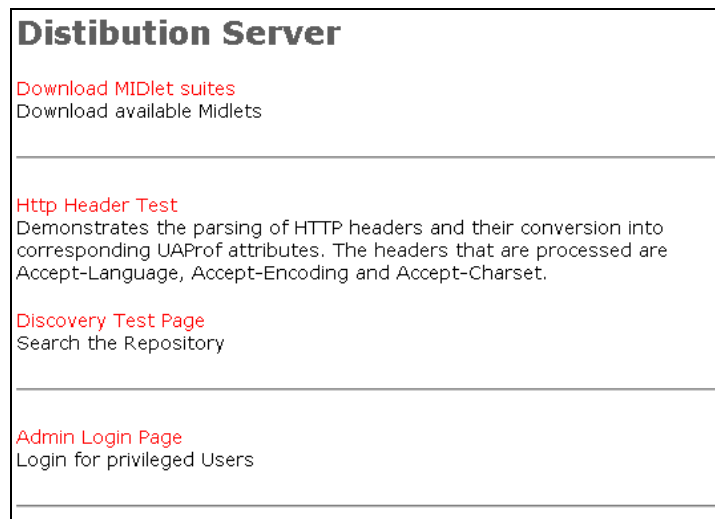 Distibution Server
Download MIDlet suites
Download available Midlets
Http Header Test
Demonstrates the parsing of HTTP headers and their conversion into
corresponding UAProf attributes. The headers that are processed are
Accept-Language, Accept-Encoding and Accept-Charset.
Discovery Test Page
Search the Repository
Admin Login Page
Login for privileged Users